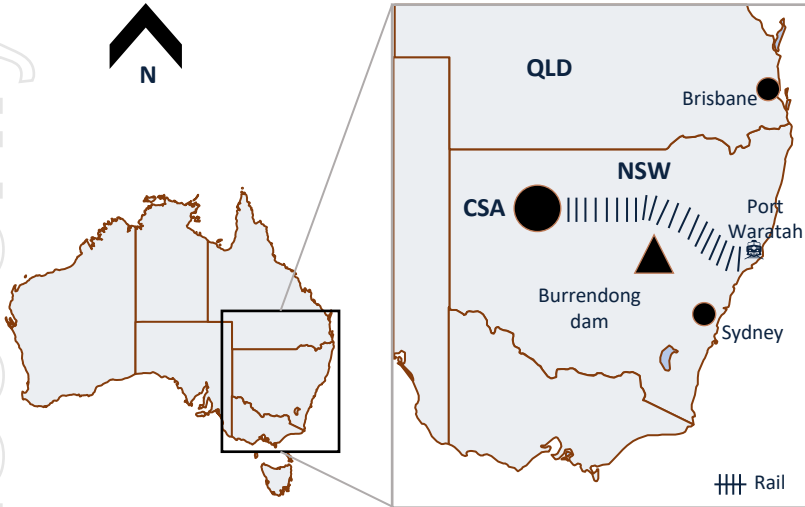 N
QLD
Brisbane
NSW
CSA
Port
Waratah
Burrendong
dam
Sydney
Rail